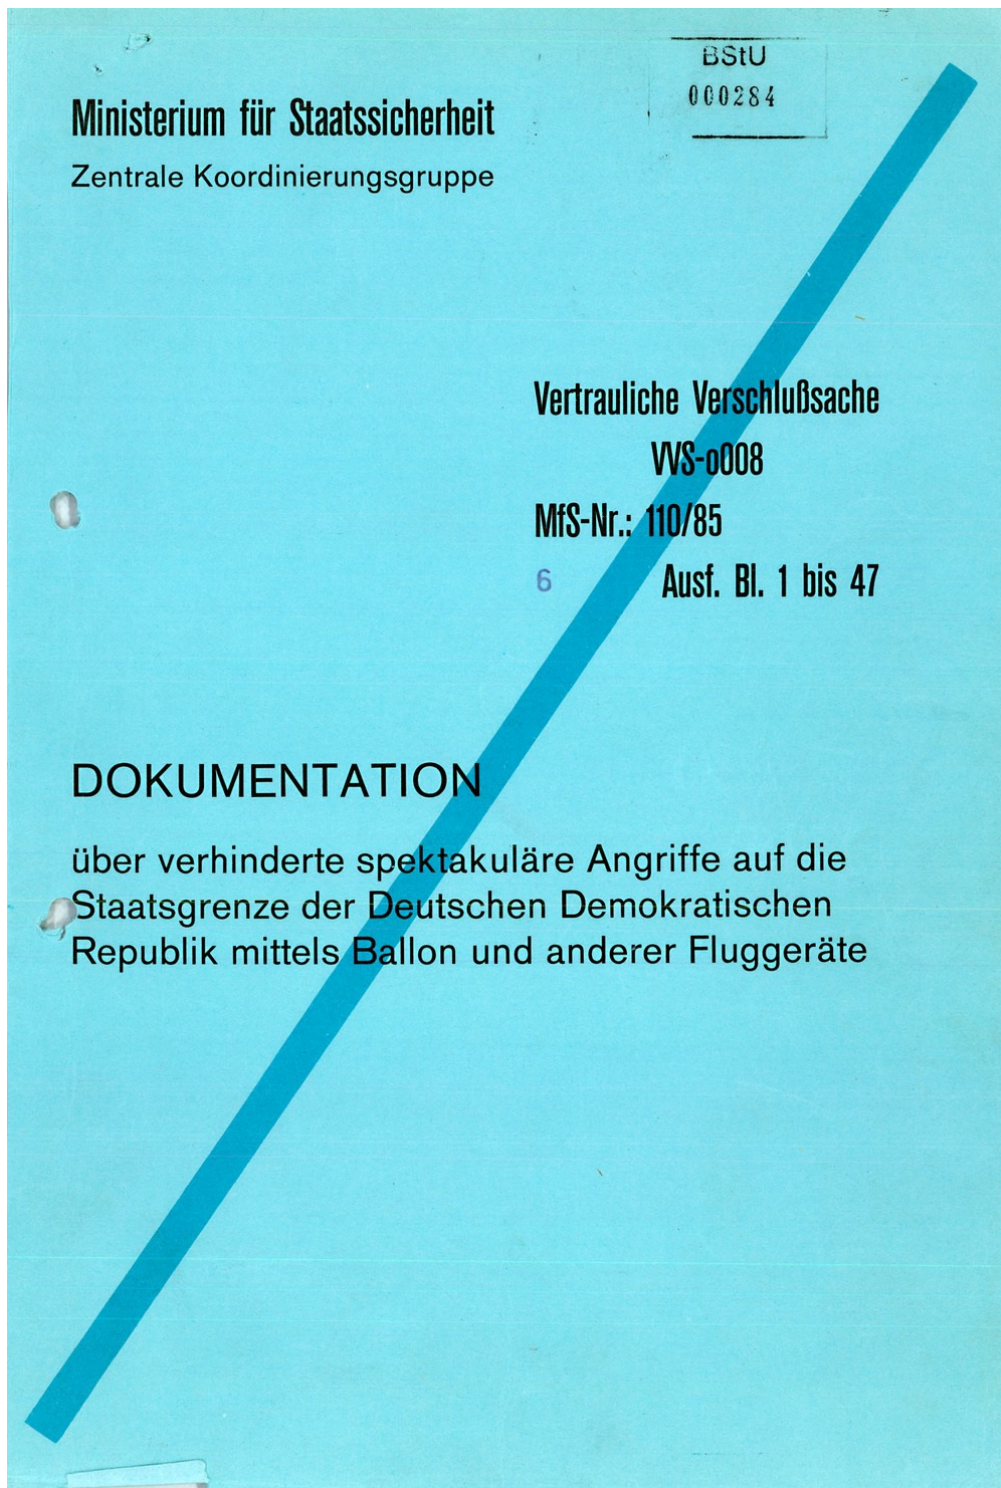 BStU
000284
Ministerium für Staatssicherheit
Zentrale Koordinierungsgruppe
Vertrauliche Verschlußsache
VVS-o008
MfS-Nr.: 110/85
6 Ausf. Bl. 1 bis 47
DOKUMENTATION
über verhinderte spektakuläre Angriffe auf die
Staatsgrenze der Deutschen Demokratischen
Republik mittels Ballon und anderer Fluggeräte